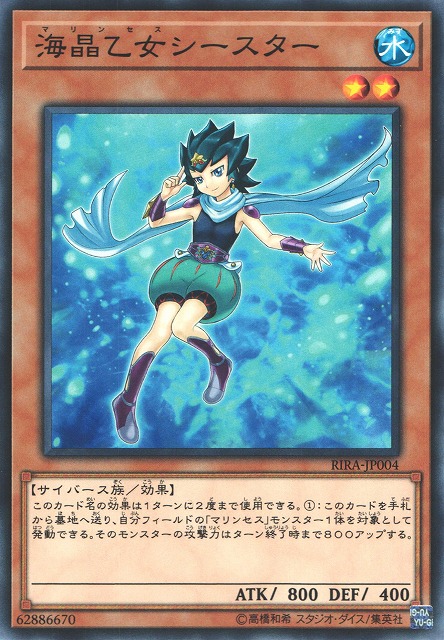 マリンセス
海晶乙女シースター
みず
水
RIRA-JP004
【サイバース族／効果】
このカード名の効果は１ターンに２度まで使用できる。①：このカードを手札
から墓地へ送り、自分フィールドの「マリンセス」モンスター１体を対象として
発動できる。そのモンスターの攻撃力はターン終了時まで８００アップする。
ATK/ 800 DEF/ 400
62886670
©高橋和希 スタジオ・ダイス/集英社